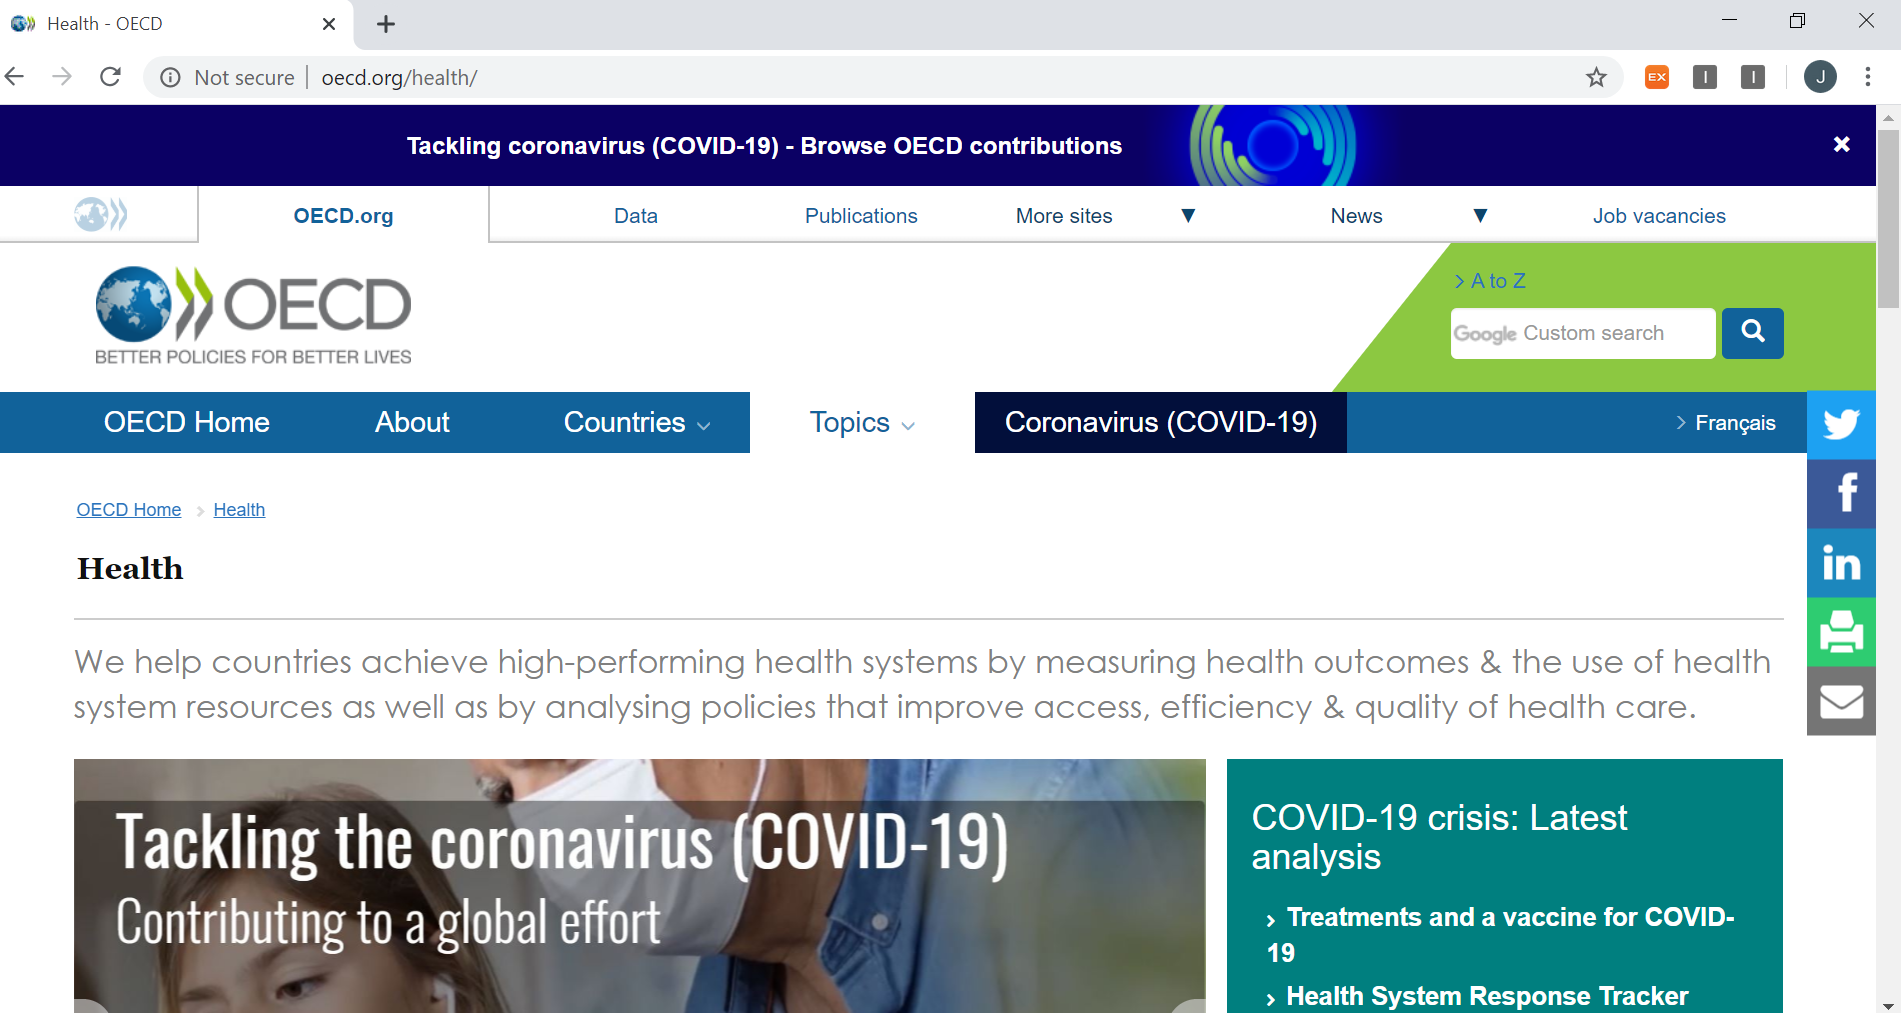 Health - OECD
Not secure
oecd.org/health/
EX
I
I
J
Tackling coronavirus (COVID-19) - Browse OECD contributions
OECD.org
Data
Publications
More sites
News
Job vacancies
OECD
BETTER POLICIES FOR BETTER LIVES
A to Z
Google Custom search
OECD Home
About
Countries
Topics
Coronavirus (COVID-19)
Français
f
in
OECD Home
Health
Health
We help countries achieve high-performing health systems by measuring health outcomes & the use of health
system resources as well as by analysing policies that improve access, efficiency & quality of health care.
Tackling the coronavirus (COVID-19)
Contributing to a global effort
COVID-19 crisis: Latest
analysis
Treatments and a vaccine for COVID-
19
Health System Response Tracker